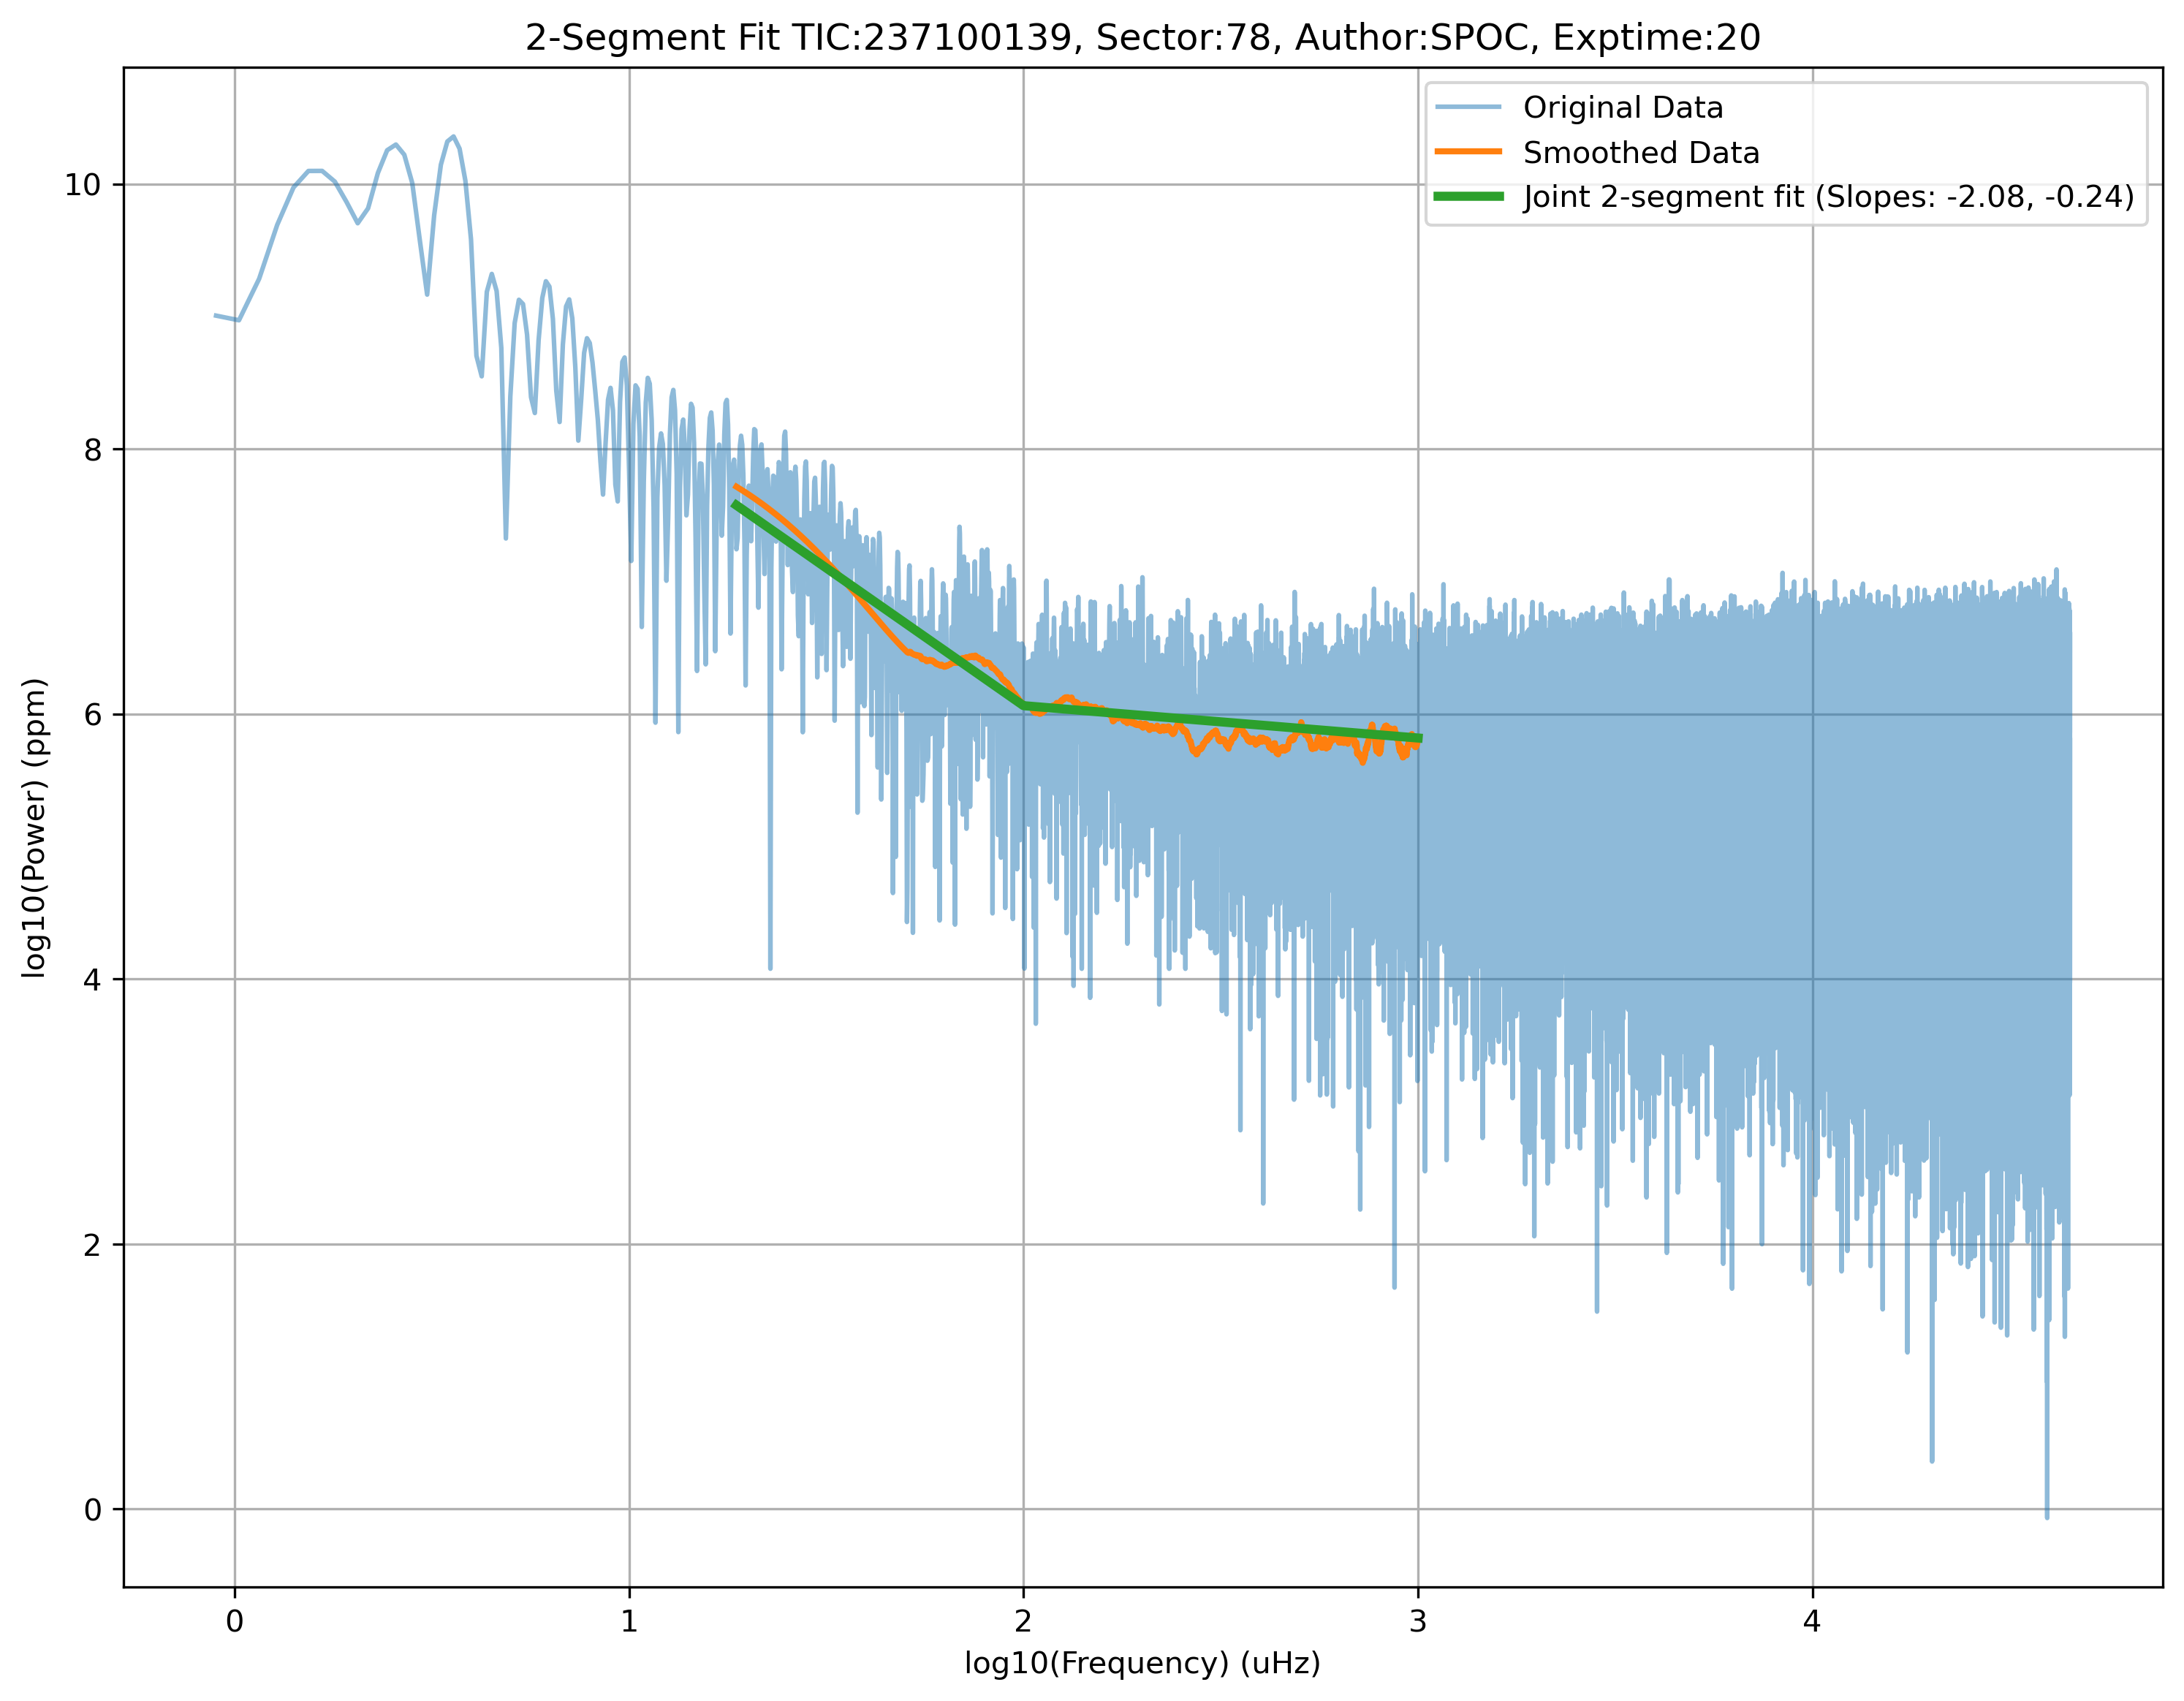 2-Segment Fit TIC:237100139, Sector:78, Author:SPOC, Exptime:20
Original Data
Smoothed Data
Joint 2-segment fit (Slopes: -2.08, -0.24)
10
8
6
4
2
0
log10(Power) (ppm)
0 1 2 3 4
log10(Frequency) (uHz)